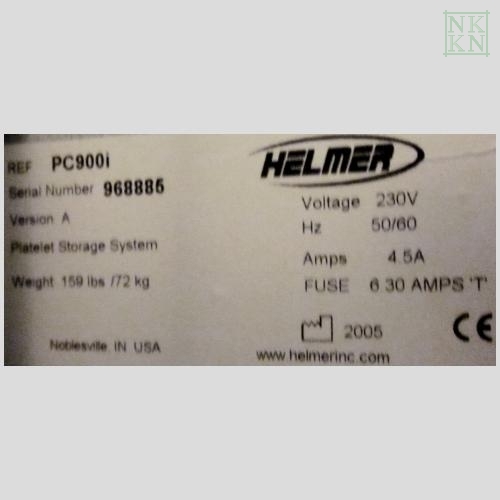 NK
KN
REF PC900i
HELMER
Serial Number 968885
Version A
Platelet Storage System
Weight 159 lbs /72 kg
Voltage 230V
Hz 50/60
Amps 4.5A
FUSE 6.30 AMPS 'T'
2005
CE
Noblesville, IN USA
www.helmerinc.com